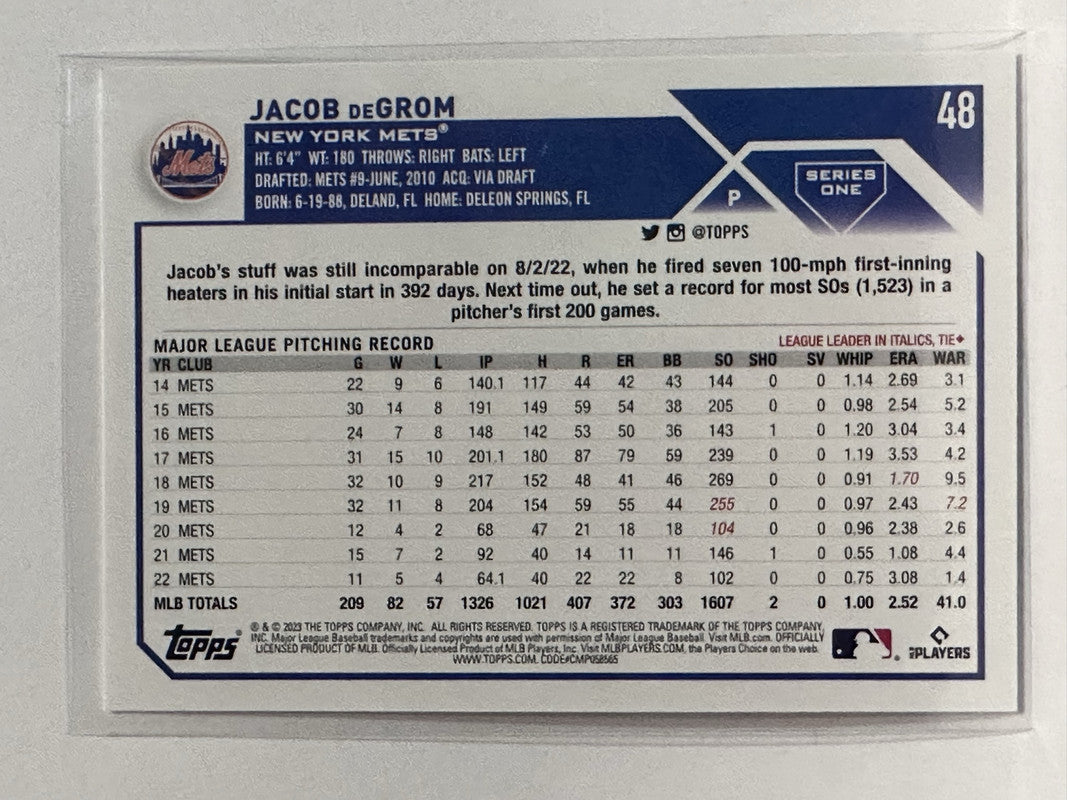 JACOB DEGROM
48
NEW YORK METS®
HT: 6'4" WT: 180 THROWS: RIGHT BATS: LEFT
DRAFTED: METS #9-JUNE, 2010 ACQ: VIA DRAFT
BORN: 6-19-88, DELAND, FL HOME: DELEON SPRINGS, FL
Mets
P
SERIES
ONE
@TOPPS
Jacob's stuff was still incomparable on 8/2/22, when he fired seven 100-mph first-inning
heaters in his initial start in 392 days. Next time out, he set a record for most SOs (1,523) in a
pitcher's first 200 games.
MAJOR LEAGUE PITCHING RECORD LEAGUE LEADER IN ITALICS, TIE◆
YR CLUB G W L IP H R ER BB SO SHO SV WHIP ERA WAR
14 METS 22 9 6 140.1 117 44 42 43 144 0 0 1.14 2.69 3.1
15 METS 30 14 8 191 149 59 54 38 205 0 0 0.98 2.54 5.2
16 METS 24 7 8 148 142 53 50 36 143 1 0 1.20 3.04 3.4
17 METS 31 15 10 201.1 180 87 79 59 239 0 0 1.19 3.53 4.2
18 METS 32 10 9 217 152 48 41 46 269 0 0 0.91 1.70 9.5
19 METS 32 11 8 204 154 59 55 44 255 0 0 0.97 2.43 7.2
20 METS 12 4 2 68 47 21 18 18 104 0 0 0.96 2.38 2.6
21 METS 15 7 2 92 40 14 11 11 146 1 0 0.55 1.08 4.4
22 METS 11 5 4 64.1 40 22 22 8 102 0 0 0.75 3.08 1.4
MLB TOTALS 209 82 57 1326 1021 407 372 303 1607 2 0 1.00 2.52 41.0
Topps®
® & © 2023 THE TOPPS COMPANY, INC. ALL RIGHTS RESERVED. TOPPS IS A REGISTERED TRADEMARK OF THE TOPPS COMPANY,
INC. Major League Baseball trademarks and copyrights are used with permission of Major League Baseball. Visit MLB.com. OFFICIALLY
LICENSED PRODUCT OF MLB. Officially Licensed Product of MLB Players, Inc. Visit MLBPLAYERS.COM, the Players Choice on the web.
WWW.TOPPS.COM. CODE#CMP058565
PLAYERS